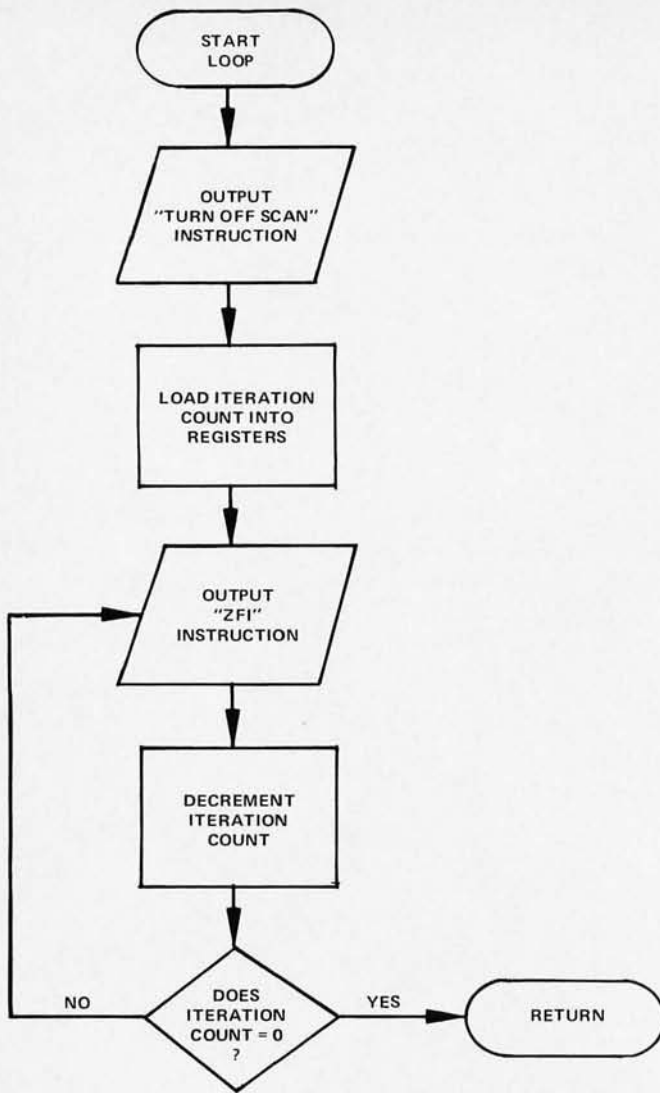 START
LOOP
OUTPUT
"TURN OFF SCAN"
INSTRUCTION
LOAD ITERATION
COUNT INTO
REGISTERS
OUTPUT
"ZFI"
INSTRUCTION
DECREMENT
ITERATION
COUNT
DOES
ITERATION
COUNT = 0
?
NO
YES
RETURN